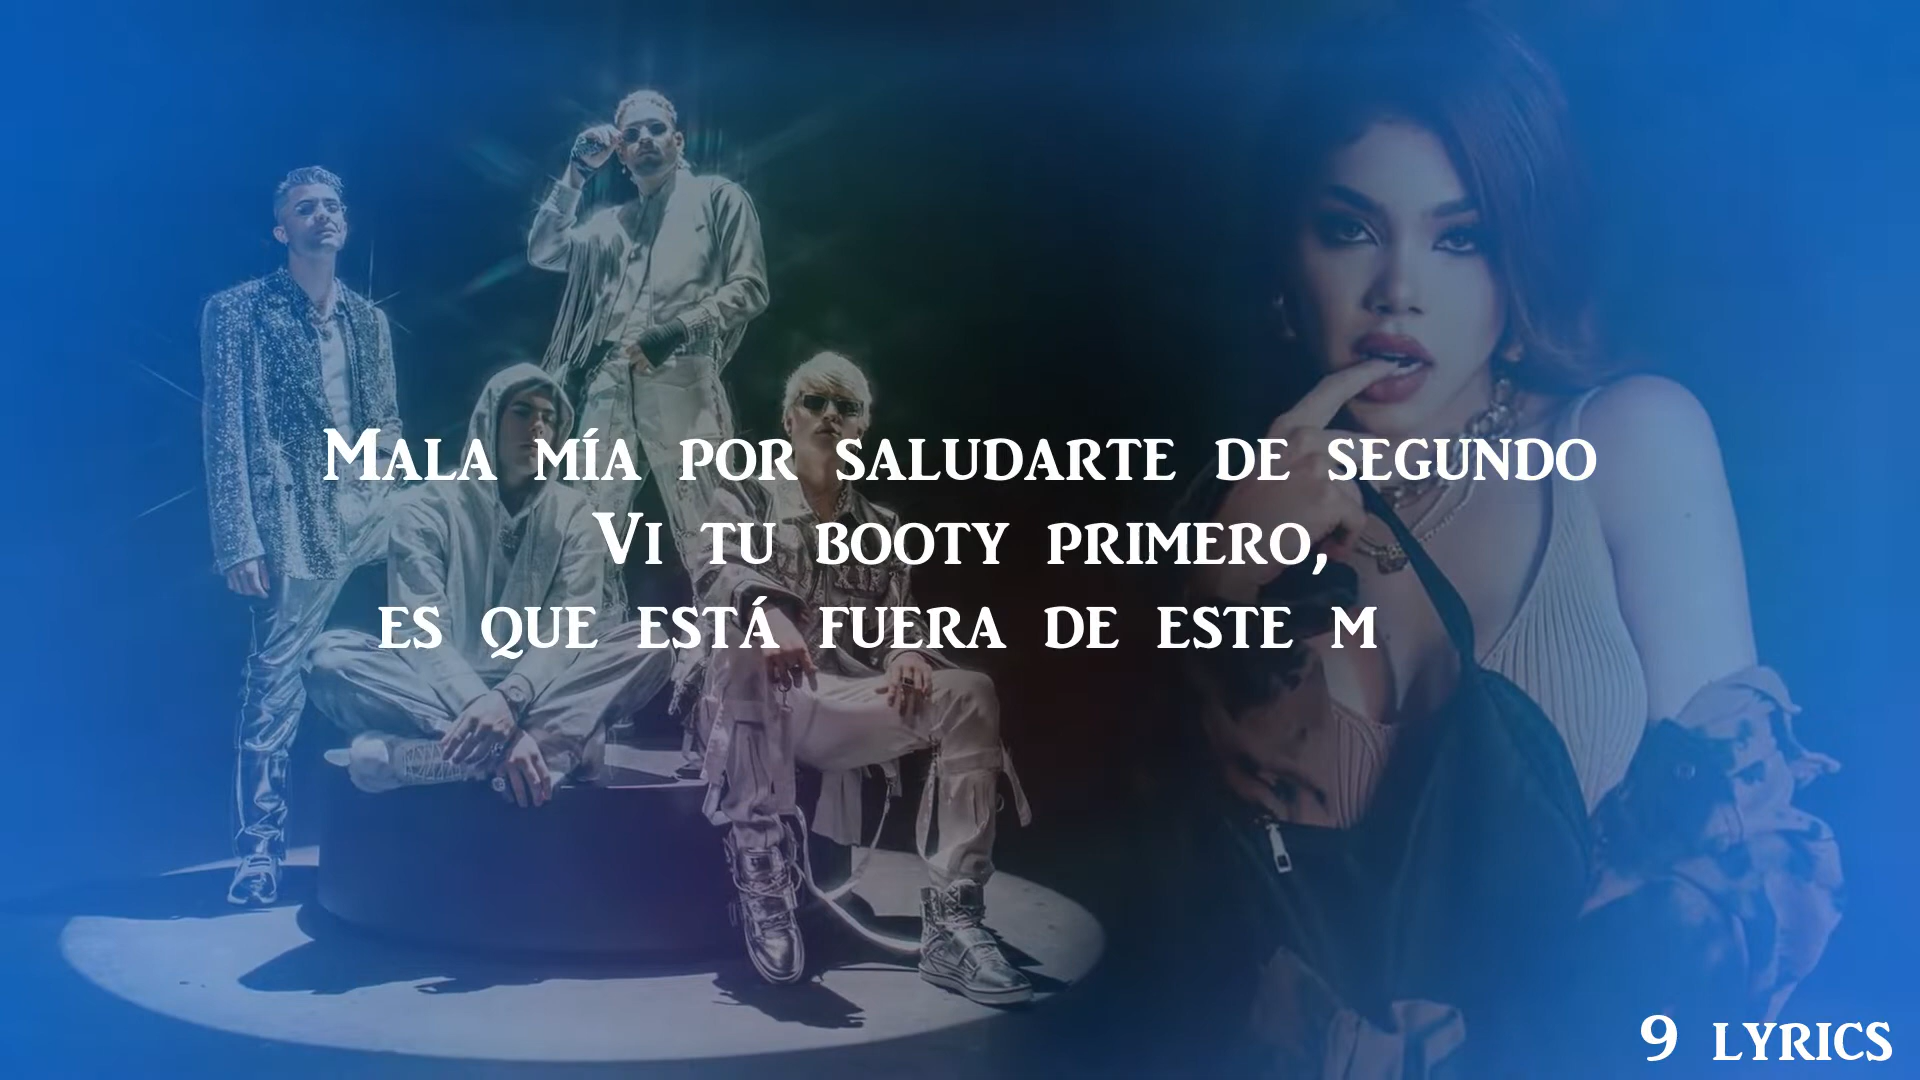 Mala mía por saludarte de segundo
Vi tu booty primero,
es que está fuera de este m
9 lyrics